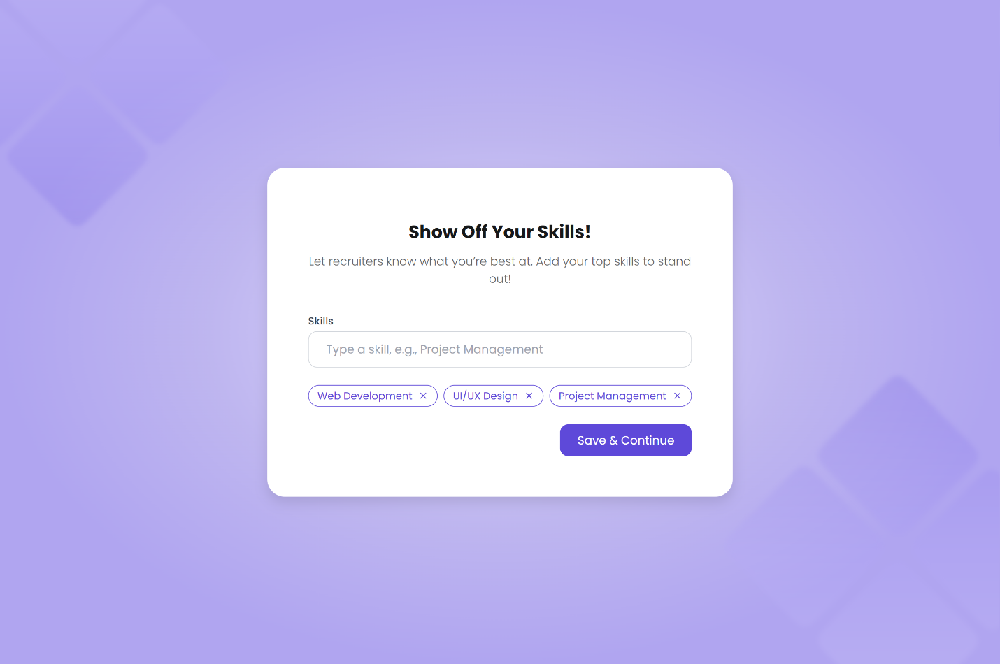 Show Off Your Skills!
Let recruiters know what you’re best at. Add your top skills to stand
out!
Skills
Type a skill, e.g., Project Management
Web Development ×
UI/UX Design ×
Project Management ×
Save & Continue